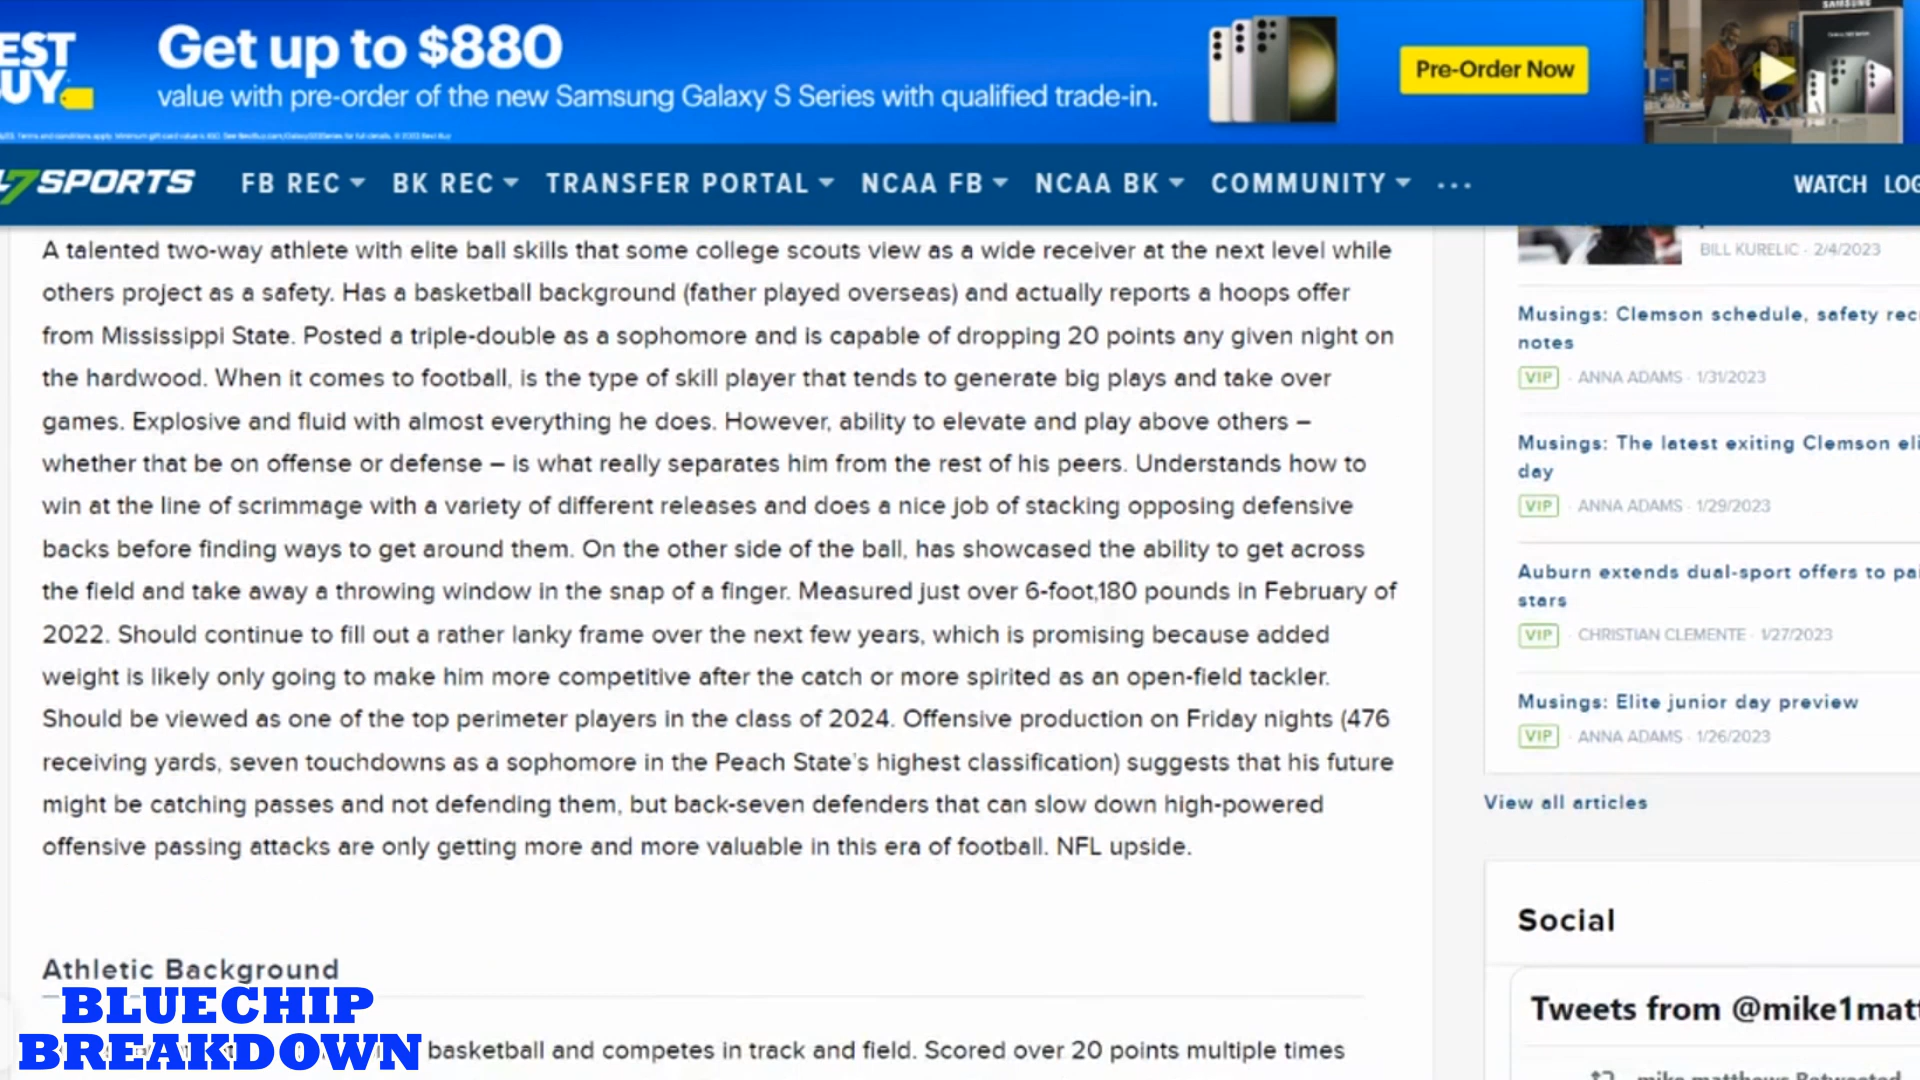 Get up to $880
value with pre-order of the new Samsung Galaxy S Series with qualified trade-in.
Pre-Order Now
SAMSUNG
EST
BUY
7SPORTS
FB REC
BK REC
TRANSFER PORTAL
NCAA FB
NCAA BK
COMMUNITY
WATCH
LOG
A talented two-way athlete with elite ball skills that some college scouts view as a wide receiver at the next level while
others project as a safety. Has a basketball background (father played overseas) and actually reports a hoops offer
from Mississippi State. Posted a triple-double as a sophomore and is capable of dropping 20 points any given night on
the hardwood. When it comes to football, is the type of skill player that tends to generate big plays and take over
games. Explosive and fluid with almost everything he does. However, ability to elevate and play above others –
whether that be on offense or defense – is what really separates him from the rest of his peers. Understands how to
win at the line of scrimmage with a variety of different releases and does a nice job of stacking opposing defensive
backs before finding ways to get around them. On the other side of the ball, has showcased the ability to get across
the field and take away a throwing window in the snap of a finger. Measured just over 6-foot,180 pounds in February of
2022. Should continue to fill out a rather lanky frame over the next few years, which is promising because added
weight is likely only going to make him more competitive after the catch or more spirited as an open-field tackler.
Should be viewed as one of the top perimeter players in the class of 2024. Offensive production on Friday nights (476
receiving yards, seven touchdowns as a sophomore in the Peach State's highest classification) suggests that his future
might be catching passes and not defending them, but back-seven defenders that can slow down high-powered
offensive passing attacks are only getting more and more valuable in this era of football. NFL upside.
Athletic Background
BLUECHIP
BREAKDOWN
basketball and competes in track and field. Scored over 20 points multiple times
BILL KURELIC · 2/4/2023
Musings: Clemson schedule, safety rec
notes
VIP · ANNA ADAMS · 1/31/2023
Musings: The latest exiting Clemson eli
day
VIP · ANNA ADAMS · 1/29/2023
Auburn extends dual-sport offers to pai
stars
VIP · CHRISTIAN CLEMENTE · 1/27/2023
Musings: Elite junior day preview
VIP · ANNA ADAMS · 1/26/2023
View all articles
Social
Tweets from @mike1matt
mike matthews Retweeted